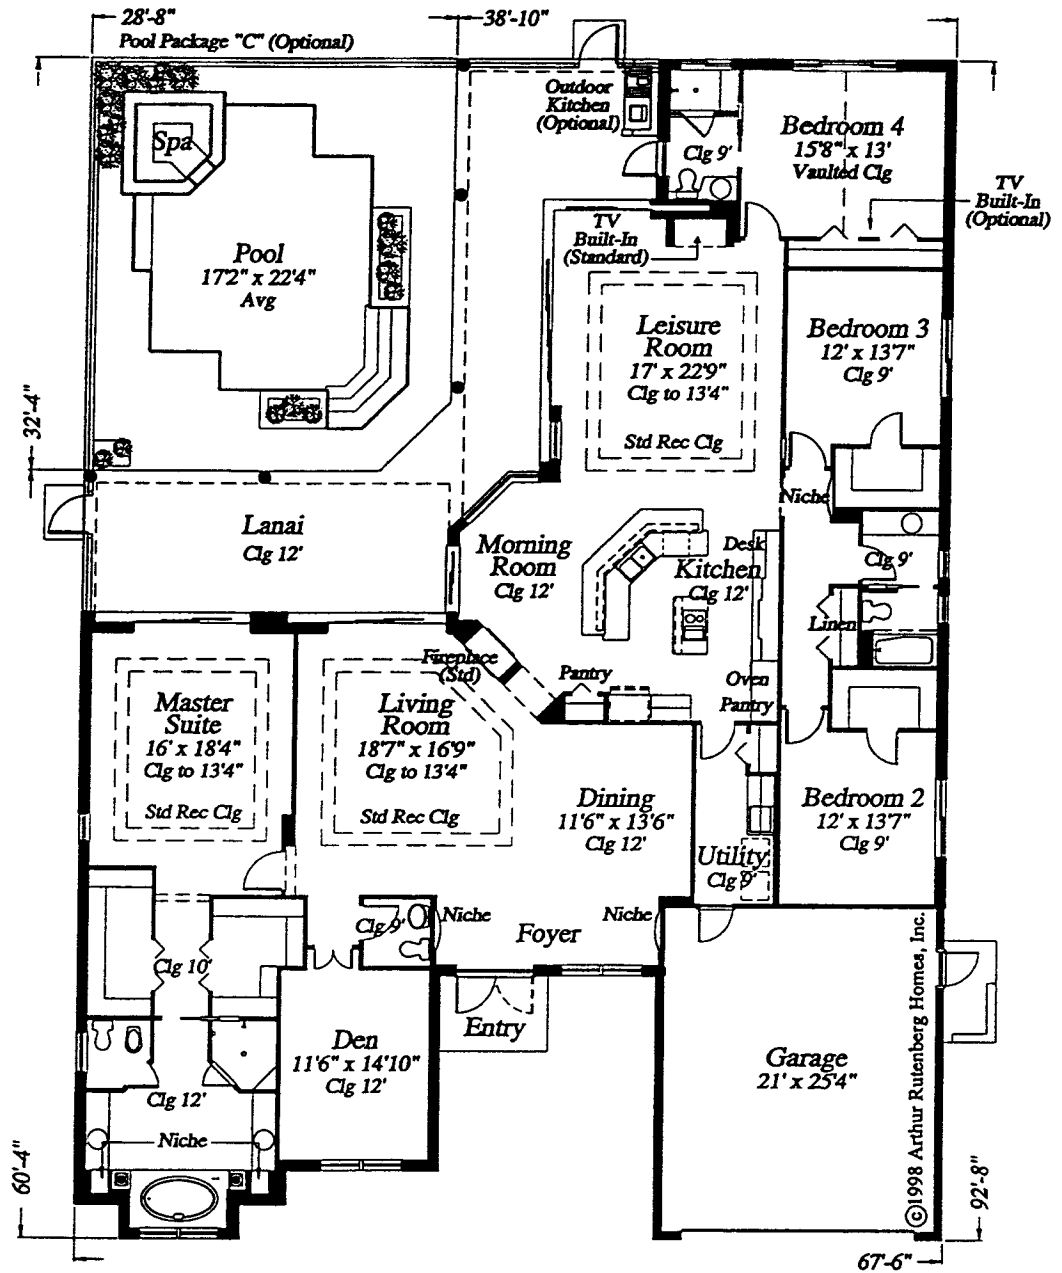 28'-8"
38'-10"
Pool Package "C" (Optional)
Outdoor
Kitchen
(Optional)
Spa
Clg 9'
Bedroom 4
15'8" x 13'
Vaulted Clg
TV
Built-In
(Optional)
TV
Built-In
(Standard)
Pool
17'2" x 22'4"
Avg
Leisure
Room
17' x 22'9"
Clg to 13'4"
Std Rec Clg
Bedroom 3
12' x 13'7"
Clg 9'
32'-4"
Niche
Lanai
Clg 12'
Morning
Room
Clg 12'
Desk
Kitchen
Clg 12'
Clg 9'
Linen
Fireplace
(Std)
Pantry
Oven
Pantry
Master
Suite
16' x 18'4"
Clg to 13'4"
Std Rec Clg
Living
Room
18'7" x 16'9"
Clg to 13'4"
Std Rec Clg
Dining
11'6" x 13'6"
Clg 12'
Bedroom 2
12' x 13'7"
Clg 9'
Utility
Clg 9'
Clg 9'
Niche
Niche
Foyer
Clg 10'
Entry
Den
11'6" x 14'10"
Clg 12'
Garage
21' x 25'4"
Clg 12'
Niche
©1998 Arthur Rutenberg Homes, Inc.
60'-4"
92'-8"
67'-6"